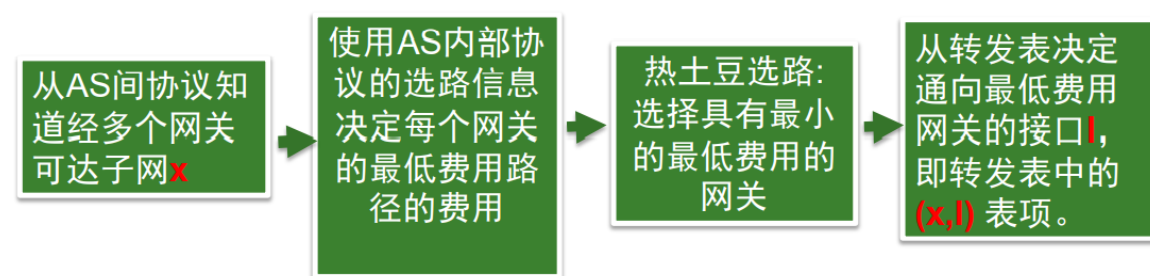 从AS间协议知
道经多个网关
可达子网x
使用AS内部协
议的选路信息
决定每个网关
的最低费用路
径的费用
热土豆选路:
选择具有最小
的最低费用的
网关
从转发表决定
通向最低费用
网关的接口l，
即转发表中的
(x,l) 表项。